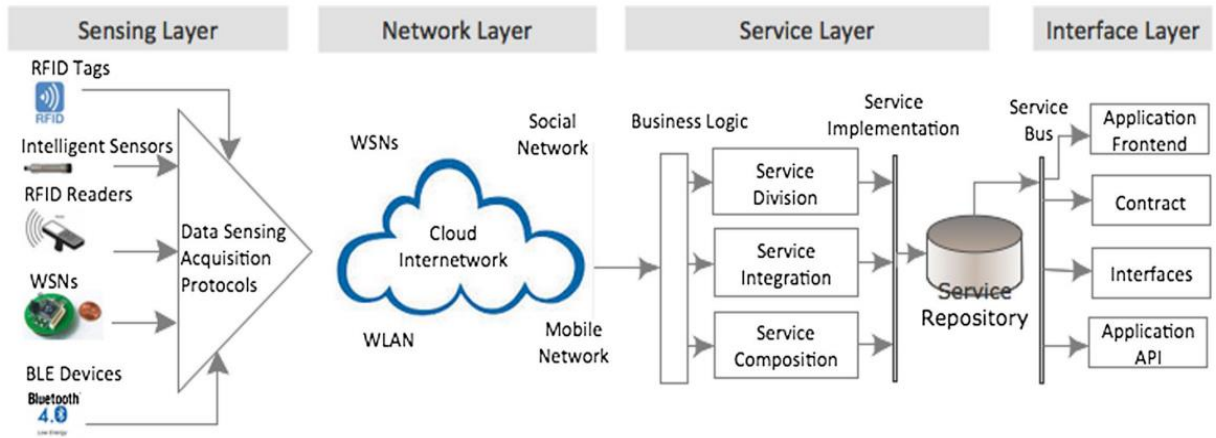 Sensing Layer
Network Layer
Service Layer
Interface Layer
RFID Tags
RFID
Intelligent Sensors
RFID Readers
WSNs
BLE Devices
Bluetooth
4.0
Low Energy
Data Sensing
Acquisition
Protocols
WSNs
Social
Network
Cloud
Internetwork
WLAN
Mobile
Network
Business Logic
Service
Division
Service
Integration
Service
Composition
Service
Implementation
Service
Repository
Service
Bus
Application
Frontend
Contract
Interfaces
Application
API